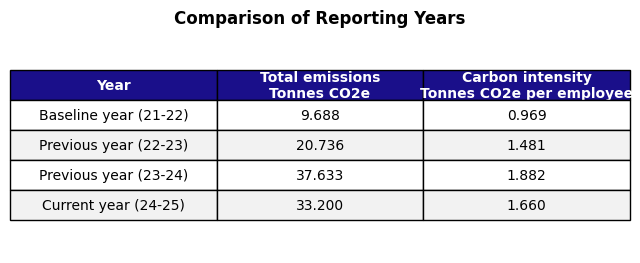 Comparison of Reporting Years
Year
Total emissions
Tonnes CO2e
Carbon intensity
Tonnes CO2e per employee
Baseline year (21-22) 9.688 0.969
Previous year (22-23) 20.736 1.481
Previous year (23-24) 37.633 1.882
Current year (24-25) 33.200 1.660